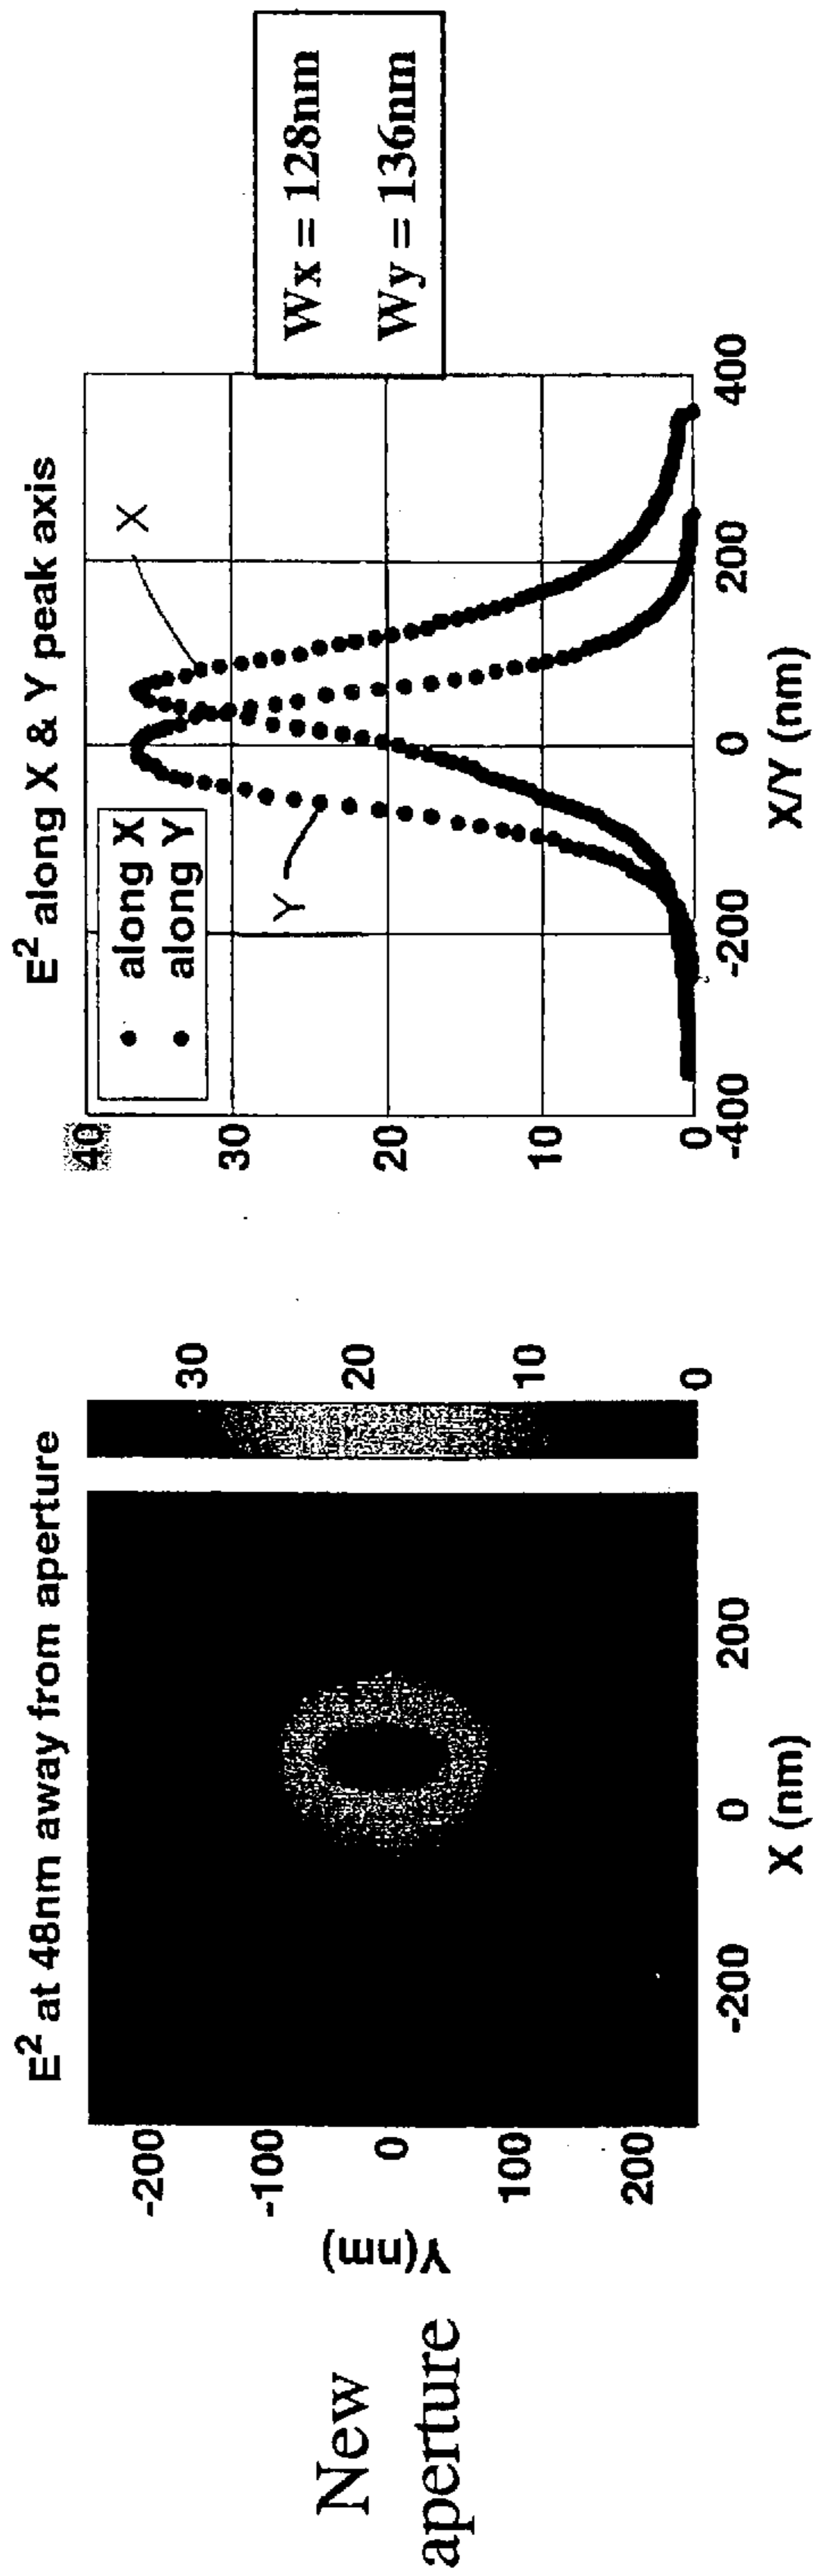 New
aperture
E² at 48nm away from aperture
Y(nm)
-200
-100
0
100
200
-200
0
200
X (nm)
30
20
10
0
E² along X & Y peak axis
along X
along Y
X
Y
40
30
20
10
0
-400
-200
0
200
400
X/Y (nm)
Wx = 128nm
Wy = 136nm